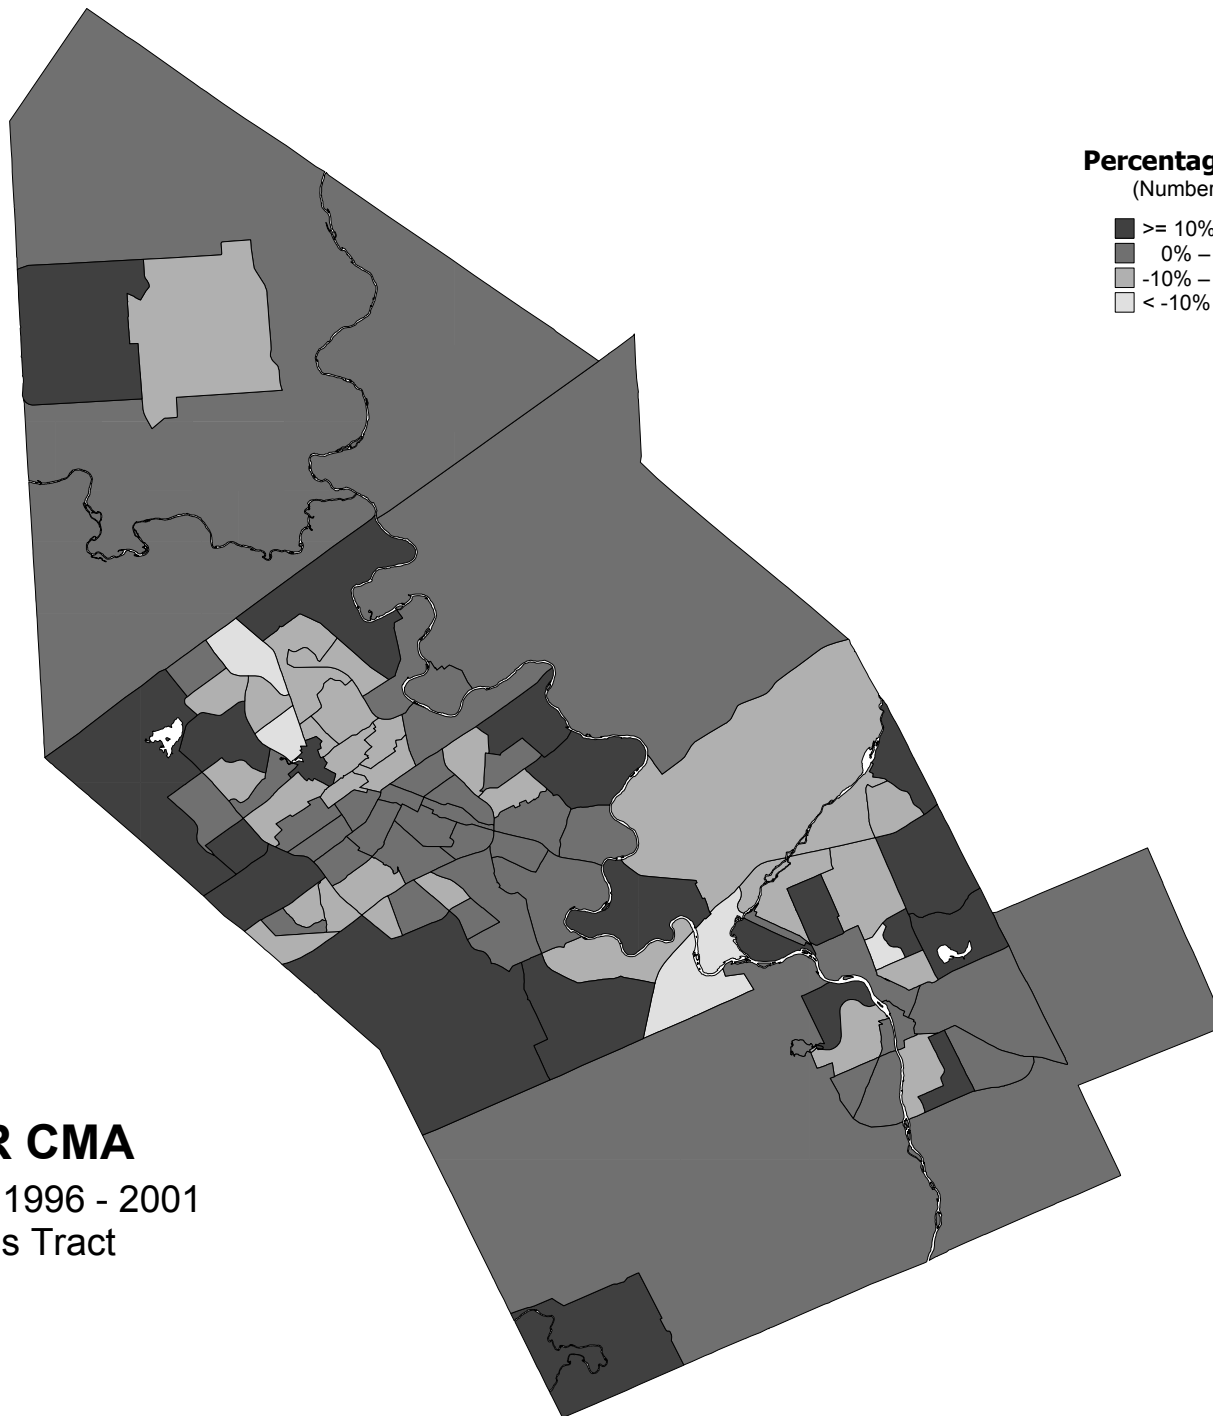 Percentag
(Number
>= 10%
0% –
-10% –
< -10%
R CMA
1996 - 2001
s Tract